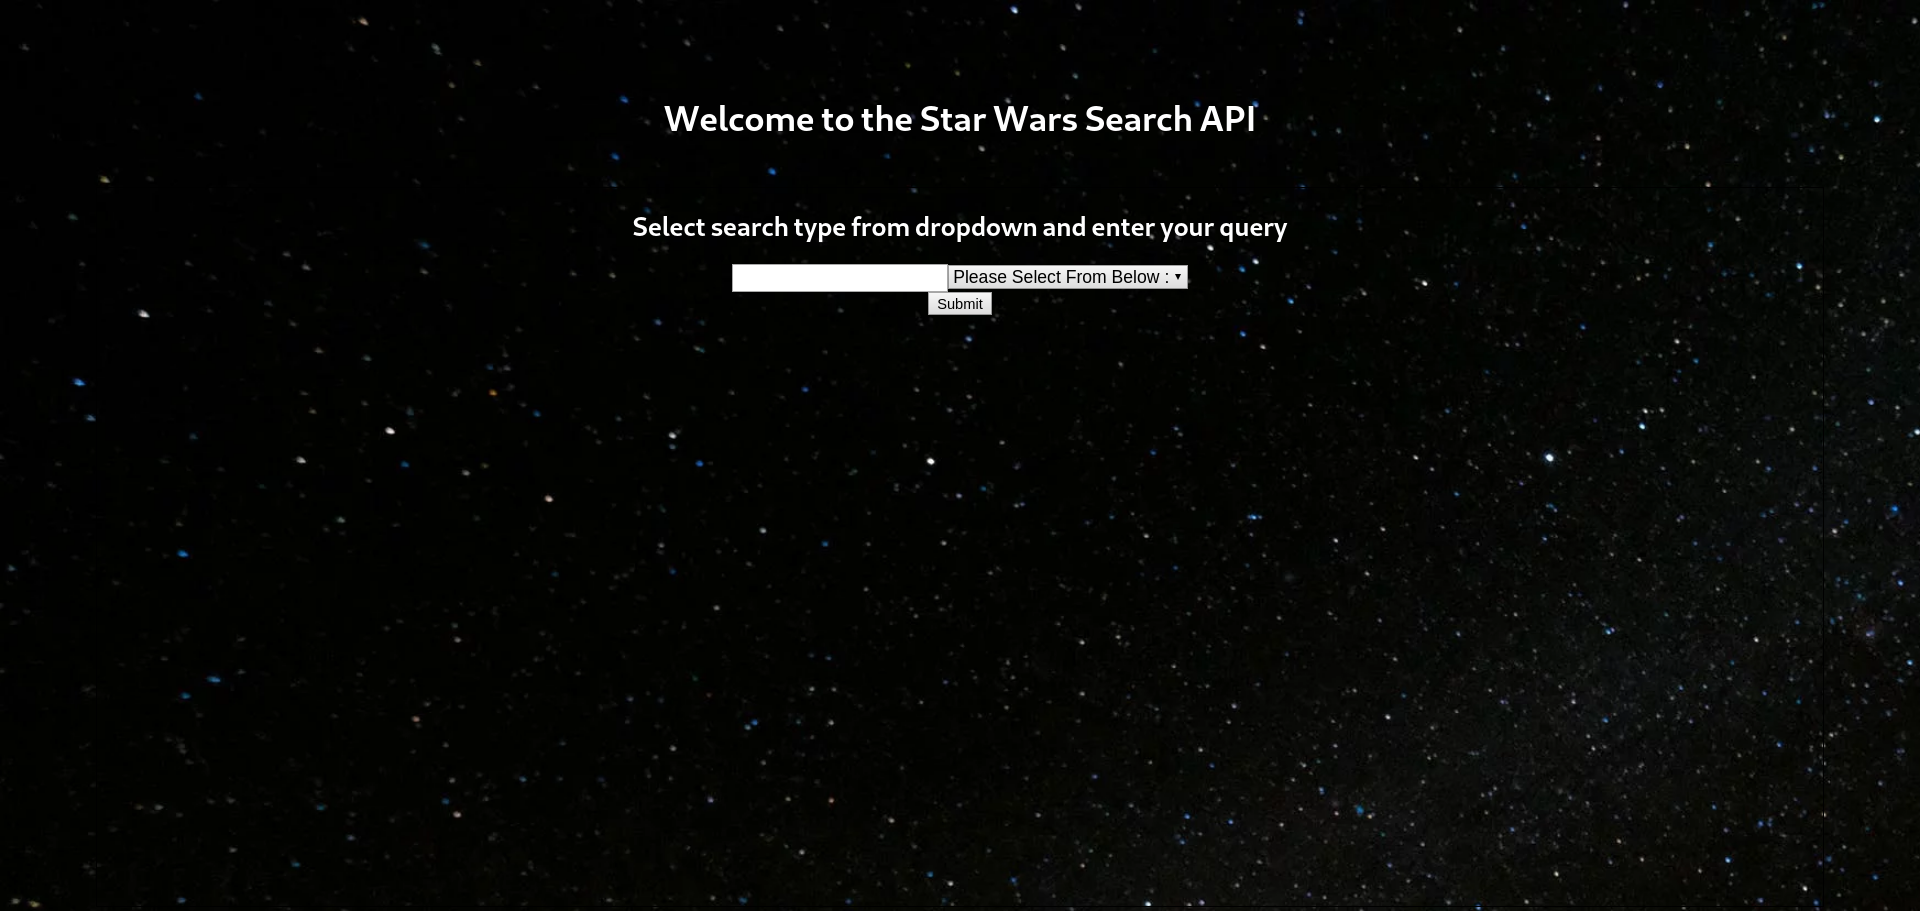 Welcome to the Star Wars Search API
Select search type from dropdown and enter your query
Please Select From Below :
Submit